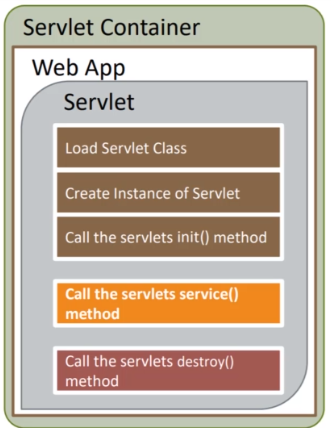 Servlet Container
Web App
Servlet
Load Servlet Class
Create Instance of Servlet
Call the servlets init() method
Call the servlets service()
method
Call the servlets destroy()
method